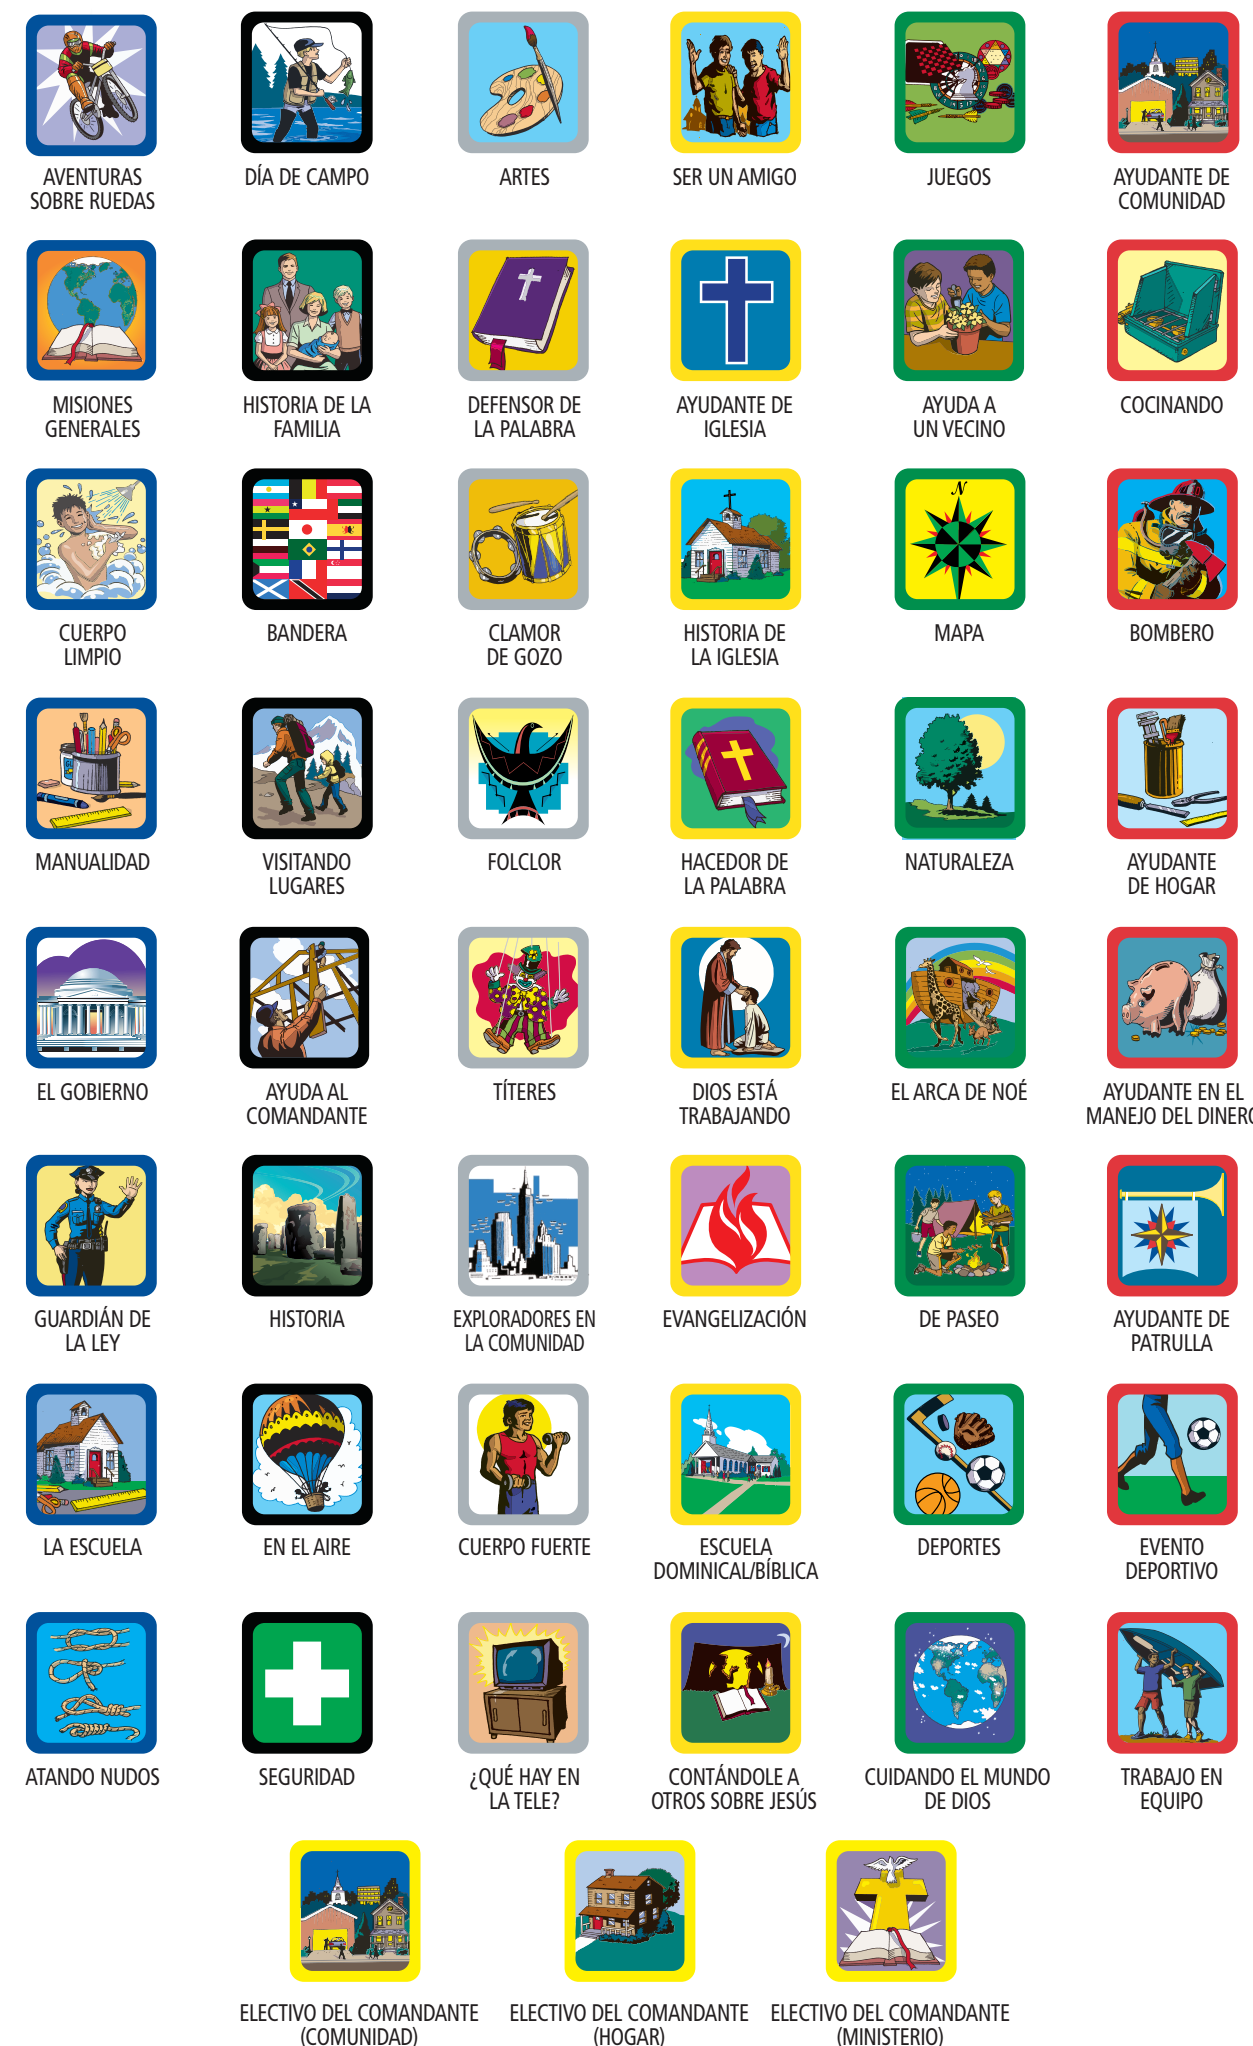 AVENTURAS
SOBRE RUEDAS
DÍA DE CAMPO
ARTES
SER UN AMIGO
JUEGOS
AYUDANTE DE
COMUNIDAD
MISIONES
GENERALES
HISTORIA DE LA
FAMILIA
DEFENSOR DE
LA PALABRA
AYUDANTE DE
IGLESIA
AYUDA A
UN VECINO
COCINANDO
CUERPO
LIMPIO
BANDERA
CLAMOR
DE GOZO
HISTORIA DE
LA IGLESIA
N
MAPA
BOMBERO
MANUALIDAD
VISITANDO
LUGARES
FOLCLOR
HACEDOR DE
LA PALABRA
NATURALEZA
AYUDANTE
DE HOGAR
EL GOBIERNO
AYUDA AL
COMANDANTE
TÍTERES
DIOS ESTÁ
TRABAJANDO
EL ARCA DE NOÉ
AYUDANTE EN EL
MANEJO DEL DINERO
GUARDIÁN DE
LA LEY
HISTORIA
EXPLORADORES EN
LA COMUNIDAD
EVANGELIZACIÓN
DE PASEO
AYUDANTE DE
PATRULLA
LA ESCUELA
EN EL AIRE
CUERPO FUERTE
ESCUELA
DOMINICAL/BÍBLICA
DEPORTES
EVENTO
DEPORTIVO
ATANDO NUDOS
SEGURIDAD
¿QUÉ HAY EN
LA TELE?
CONTÁNDOLE A
OTROS SOBRE JESÚS
CUIDANDO EL MUNDO
DE DIOS
TRABAJO EN
EQUIPO
ELECTIVO DEL COMANDANTE
(COMUNIDAD)
ELECTIVO DEL COMANDANTE
(HOGAR)
ELECTIVO DEL COMANDANTE
(MINISTERIO)